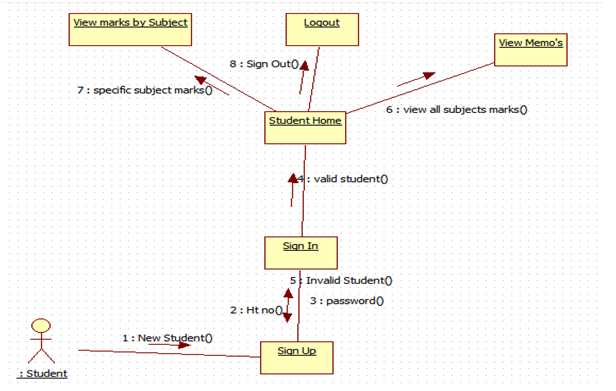 View marks by Subject
Logout
View Memo's
8 : Sign Out()
7 : specific subject marks()
6 : view all subjects marks()
Student Home
4 : valid student()
Sign In
5 : Invalid Student()
2 : Ht no()
3 : password()
1 : New Student()
Sign Up
: Student